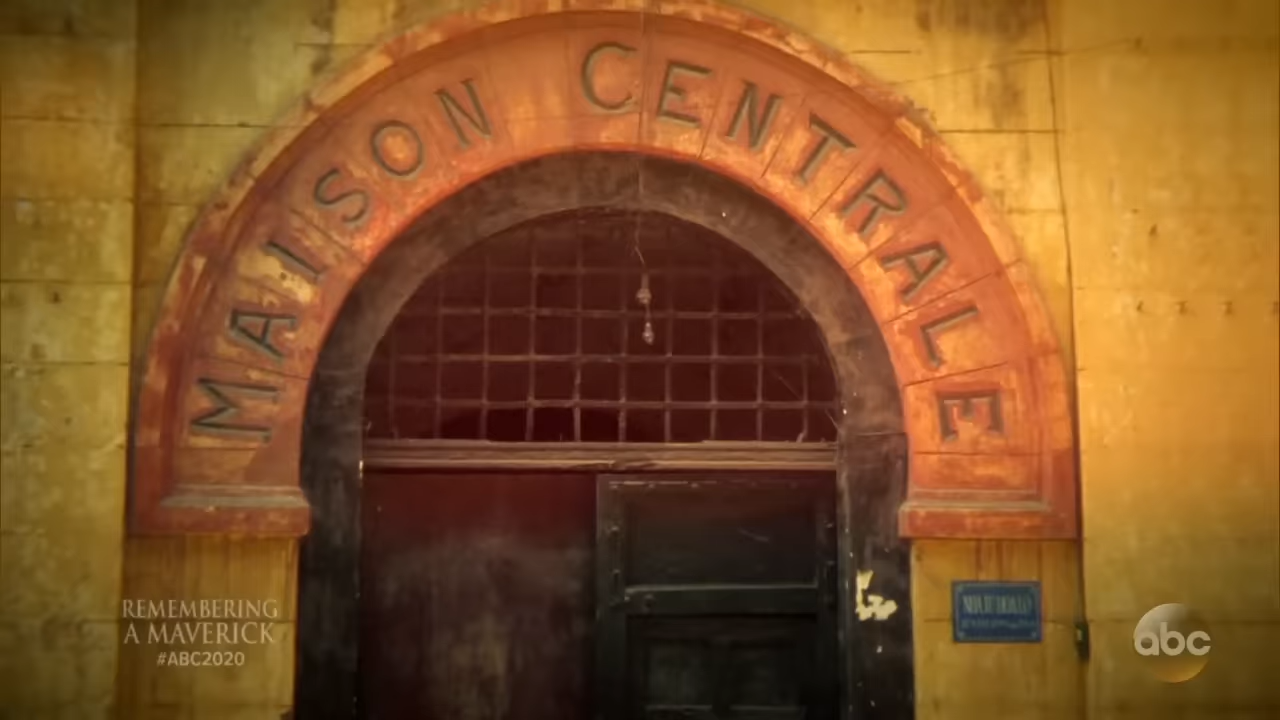 MAISON CENTRALE
REMEMBERING
A MAVERICK
#ABC2020
abc